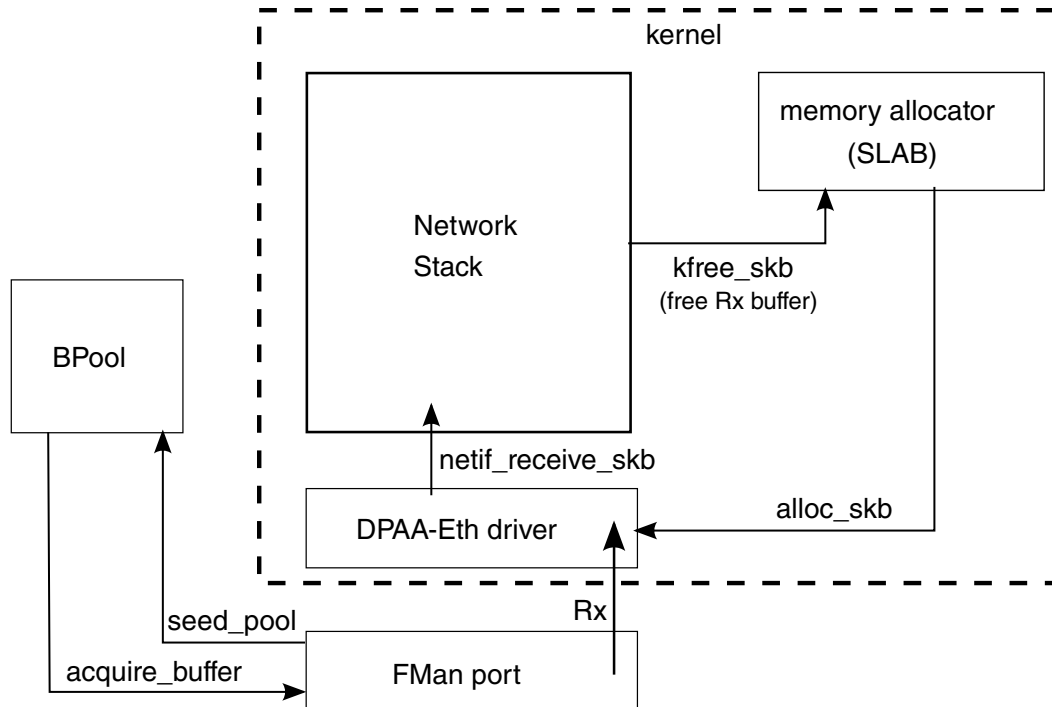 kernel
memory allocator
(SLAB)
Network
Stack
kfree_skb
(free Rx buffer)
BPool
netif_receive_skb
alloc_skb
DPAA-Eth driver
Rx
seed_pool
acquire_buffer
FMan port